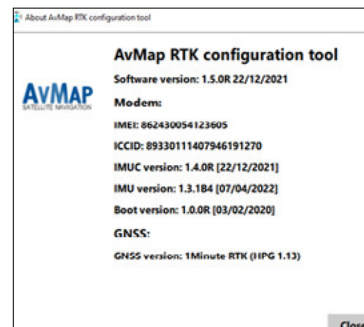 About AvMap RTK configuration tool
AvMap RTK configuration tool
Software version: 1.5.0R 22/12/2021
AVMAP
SATELLITE NAVIGATION
Modem:
IMEI: 862430054123605
ICCID: 89330111407946191270
IMUC version: 1.4.0R [22/12/2021]
IMU version: 1.3.1B4 [07/04/2022]
Boot version: 1.0.0R [03/02/2020]
GNSS:
GNSS version: 1Minute RTK (HPG 1.13)
Close